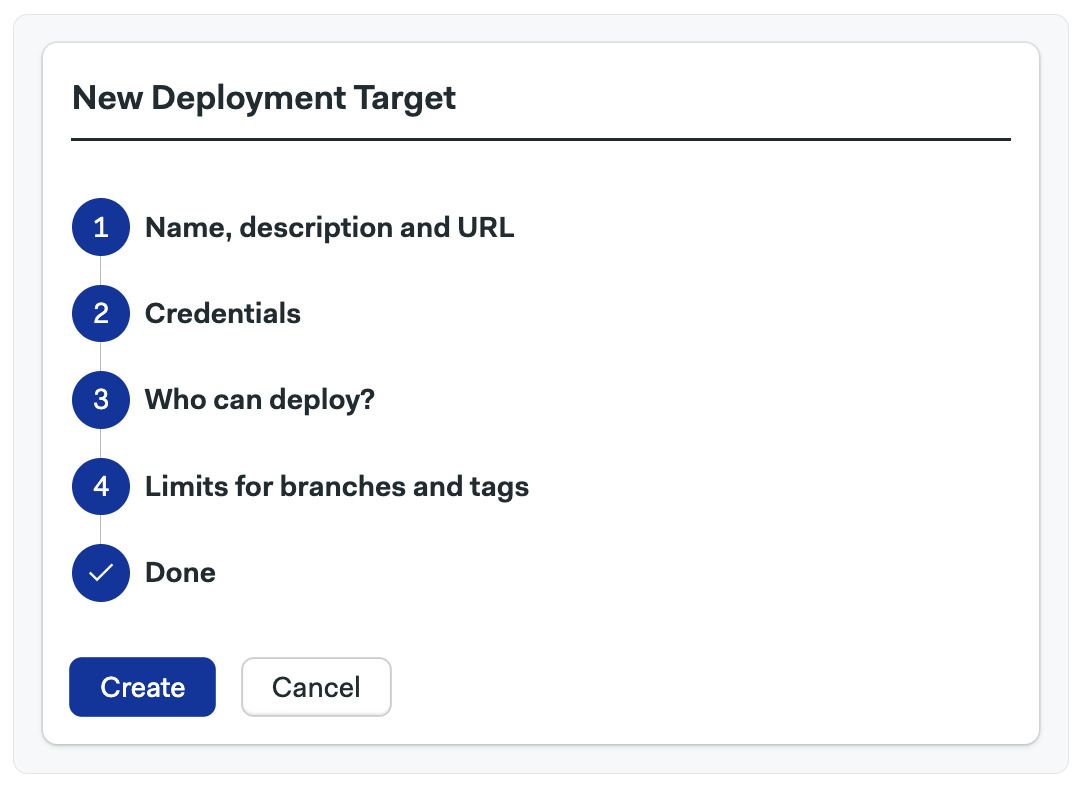 New Deployment Target
1 Name, description and URL
2 Credentials
3 Who can deploy?
4 Limits for branches and tags
Done
Create Cancel